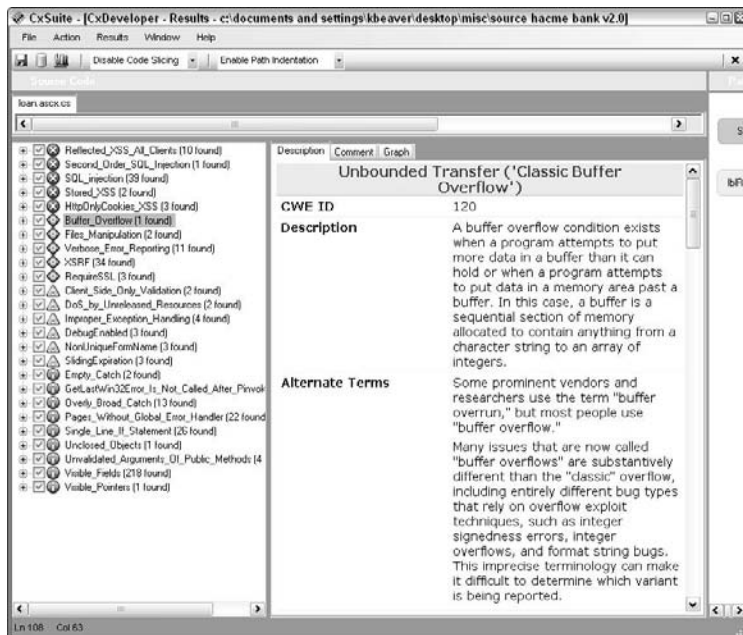 CxSuite - [CxDeveloper - Results - c:\documents and settings\kbeaver\desktop\misc\source hacme bank v2.0]
File Action Results Window Help
Disable Code Slicing Enable Path Indentation
Source Code
loan.ascx.cs
Reflected_XSS_All_Clients (10 found)
Second_Order_SQL_Injection (1 found)
SQL_injection (39 found)
Stored_XSS (2 found)
HttpOnlyCookies_XSS (3 found)
Buffer_Overflow (1 found)
Files_Manipulation (2 found)
Verbose_Error_Reporting (11 found)
XSRF (34 found)
RequireSSL (3 found)
Client_Side_Only_Validation (2 found)
DoS_by_Unreleased_Resources (2 found)
Improper_Exception_Handling (4 found)
DebugEnabled (3 found)
NonUniqueFormName (3 found)
SlidingExpiration (3 found)
Empty_Catch (2 found)
GetLastWin32Error_Is_Not_Called_After_Pinvok
Overly_Broad_Catch (13 found)
Pages_Without_Global_Error_Handler (22 found
Single_Line_If_Statement (26 found)
Unclosed_Objects (1 found)
Unvalidated_Arguments_Of_Public_Methods (4
Visible_Fields (218 found)
Visible_Pointers (1 found)
Description Comment Graph
Unbounded Transfer ('Classic Buffer
Overflow')
CWE ID 120
Description A buffer overflow condition exists
when a program attempts to put
more data in a buffer than it can
hold or when a program attempts
to put data in a memory area past a
buffer. In this case, a buffer is a
sequential section of memory
allocated to contain anything from a
character string to an array of
integers.
Alternate Terms Some prominent vendors and
researchers use the term "buffer
overrun," but most people use
"buffer overflow."
Many issues that are now called
"buffer overflows" are substantively
different than the "classic" overflow,
including entirely different bug types
that rely on overflow exploit
techniques, such as integer
signedness errors, integer
overflows, and format string bugs.
This imprecise terminology can make
it difficult to determine which variant
is being reported.
Ln 108 Col 63